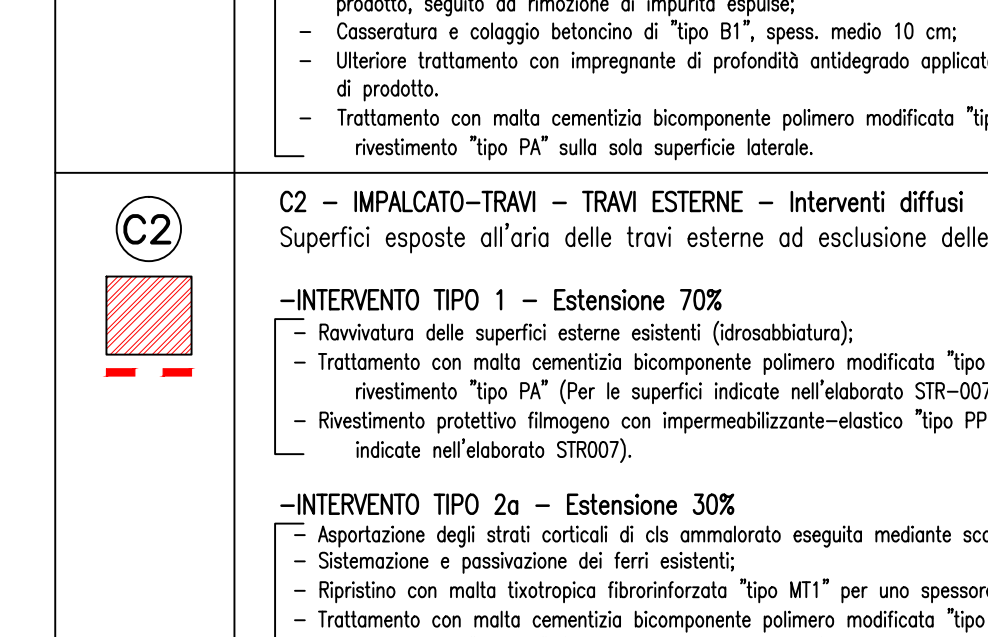 prodotto, seguito da rimozione di impurità espulse;
– Casseratura e colaggio betoncino di "tipo B1", spess. medio 10 cm;
– Ulteriore trattamento con impregnante di profondità antidegrado applicat
di prodotto.
– Trattamento con malta cementizia bicomponente polimero modificata "tip
rivestimento "tipo PA" sulla sola superficie laterale.
C2
C2 – IMPALCATO–TRAVI – TRAVI ESTERNE – Interventi diffusi
Superfici esposte all'aria delle travi esterne ad esclusione delle
–INTERVENTO TIPO 1 – Estensione 70%
– Ravvivatura delle superfici esterne esistenti (idrosabbiatura);
– Trattamento con malta cementizia bicomponente polimero modificata "tipo
rivestimento "tipo PA" (Per le superfici indicate nell'elaborato STR–007
– Rivestimento protettivo filmogeno con impermeabilizzante–elastico "tipo PP
indicate nell'elaborato STR007).
–INTERVENTO TIPO 2a – Estensione 30%
– Asportazione degli strati corticali di cls ammalorato eseguita mediante sca
– Sistemazione e passivazione dei ferri esistenti;
– Ripristino con malta tixotropica fibrorinforzata "tipo MT1" per uno spessore
– Trattamento con malta cementizia bicomponente polimero modificata "tipo